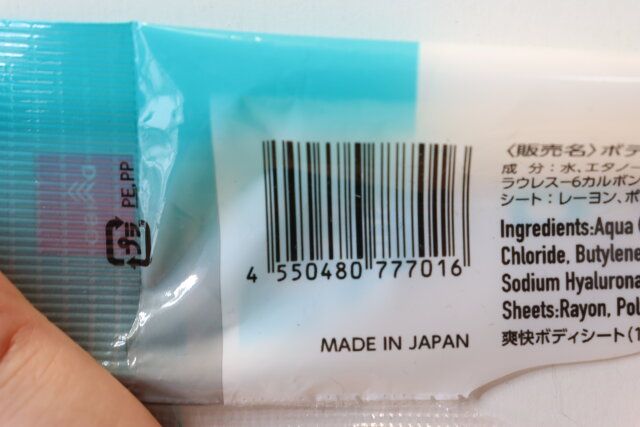 PE,PP
プラ
4 550480 777016
MADE IN JAPAN
〈販売名〉ボデ
成 分：水、エタノー
ラウレス－6カルボン
シート：レーヨン、ポ
Ingredients:Aqua (
Chloride, Butylene
Sodium Hyalurona
Sheets:Rayon, Pol
爽快ボディシート(1